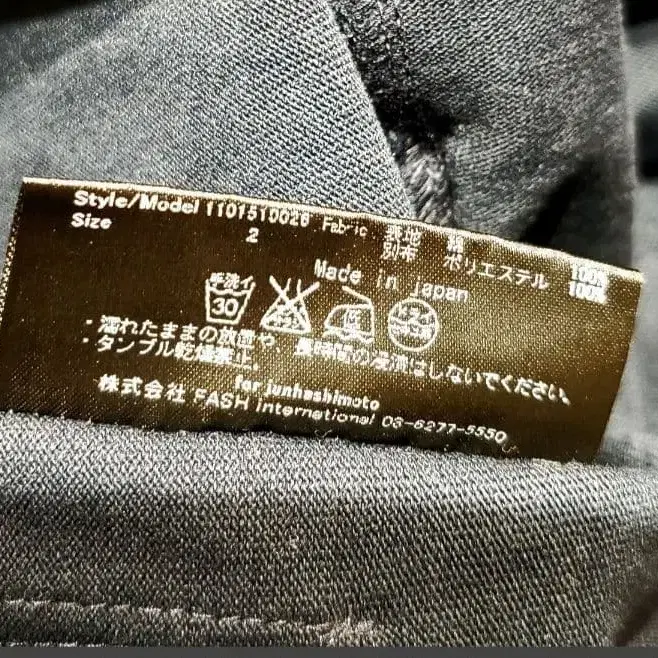 Style/Model 1101510026 Fabric 表地 綿 100%
Size 2 別布 ポリエステル 100%
Made in japan
手洗イ 30
・濡れたままの放置や、長時間の浸漬はしないでください。
・タンブル乾燥禁止。
for junhashimoto
株式会社 FASH international 03-6277-5550